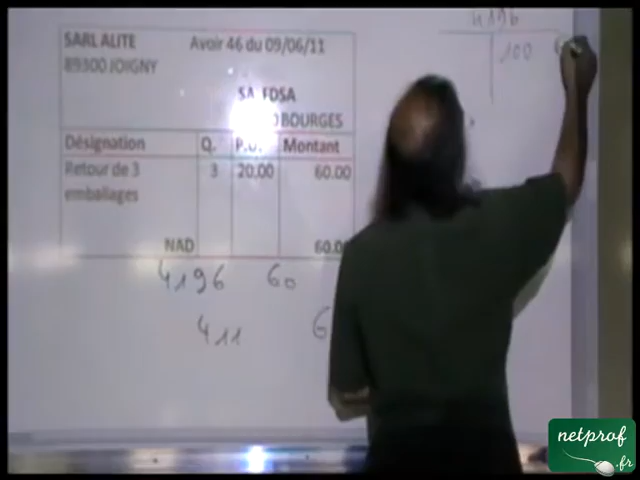 SARL ALITE Avoir 46 du 09/06/11
89300 JOIGNY
SA FDSA
BOURGES
Désignation Q. P.U. Montant
Retour de 3 3 20.00 60.00
emballages
NAD 60.0
4196 60
411 6
4196
100
netprof
.fr